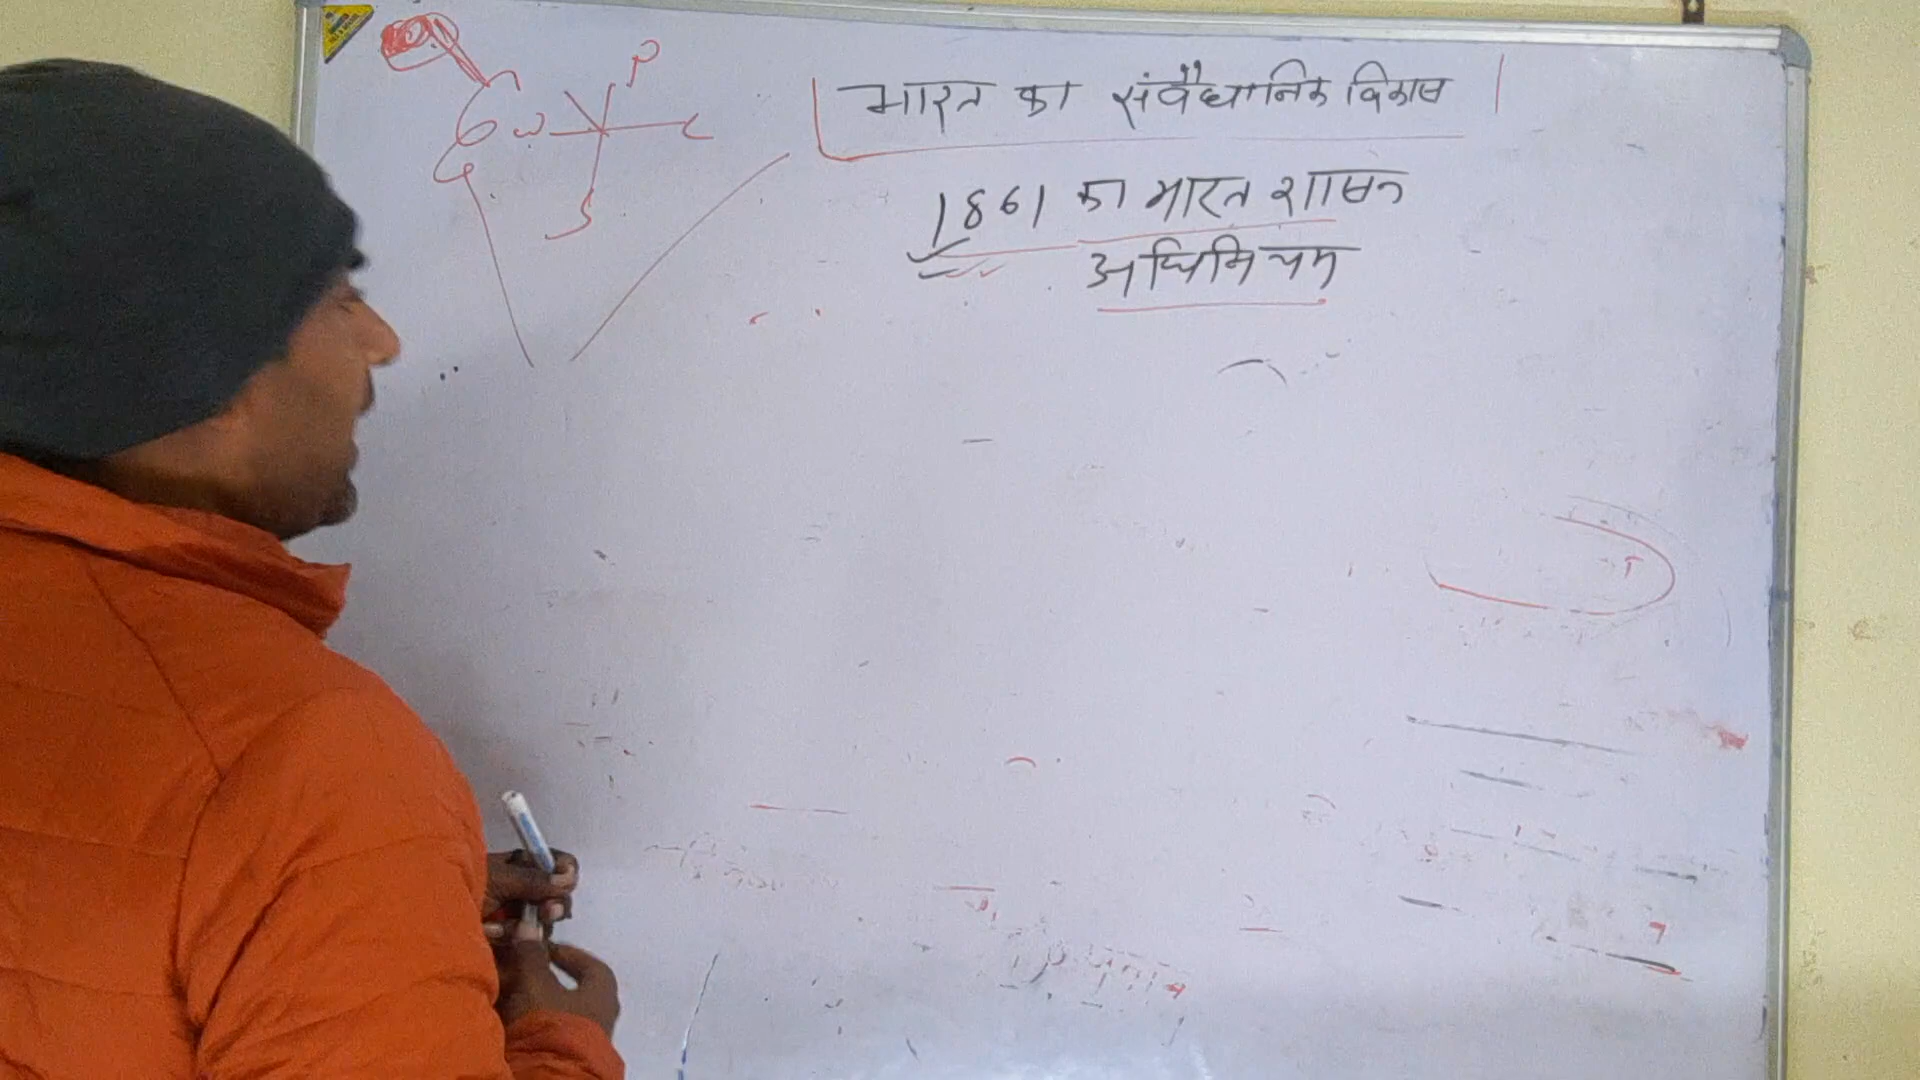 भारत का संवैधानिक विकास
1861 का भारत शासन
अधिनियम
P
S